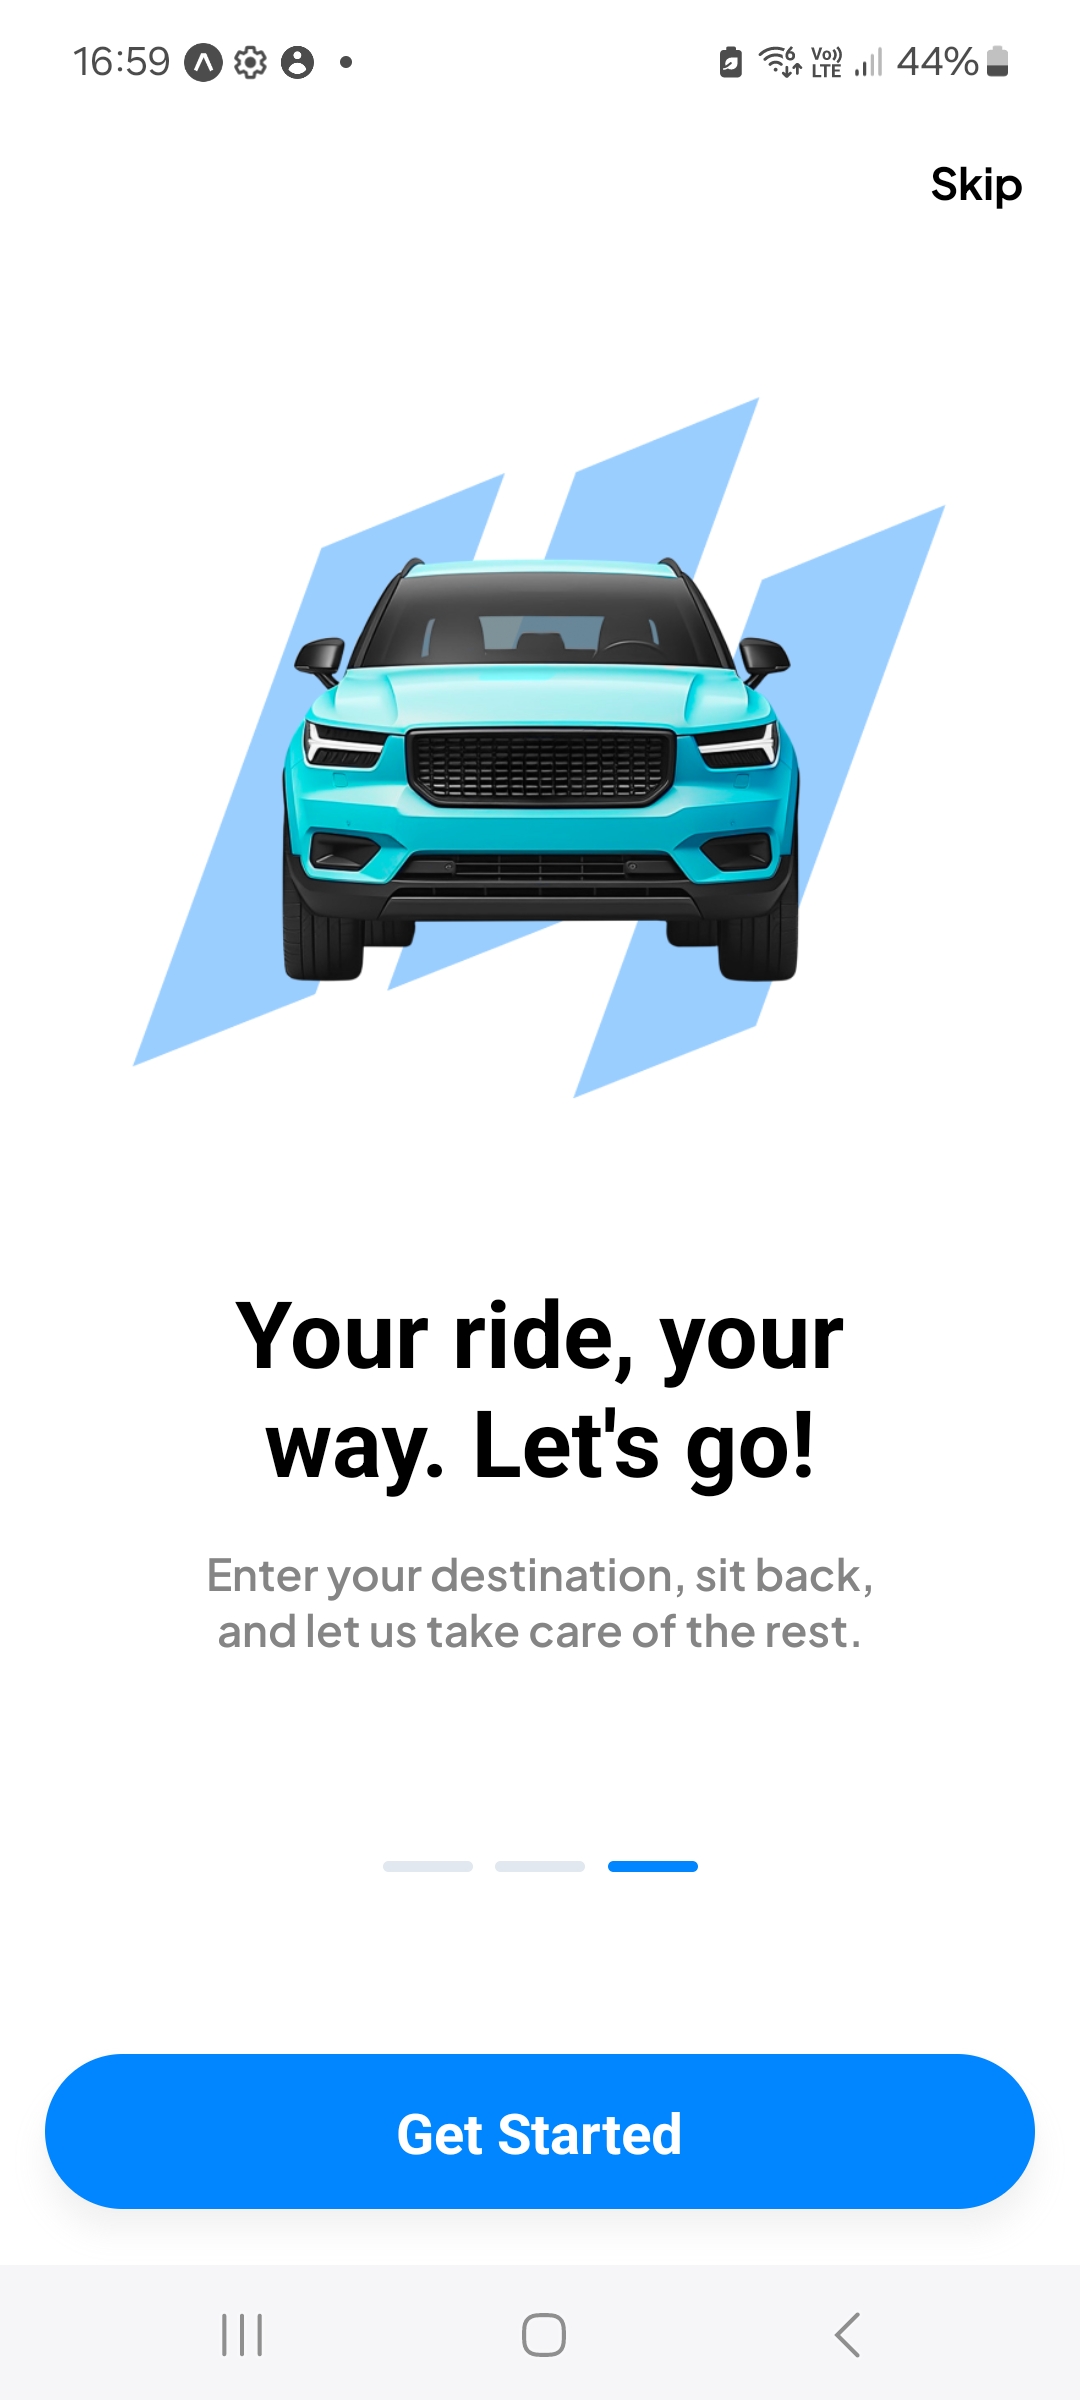 16:59
6 Vo)) LTE 44%
Skip
Your ride, your
way. Let's go!
Enter your destination, sit back,
and let us take care of the rest.
Get Started